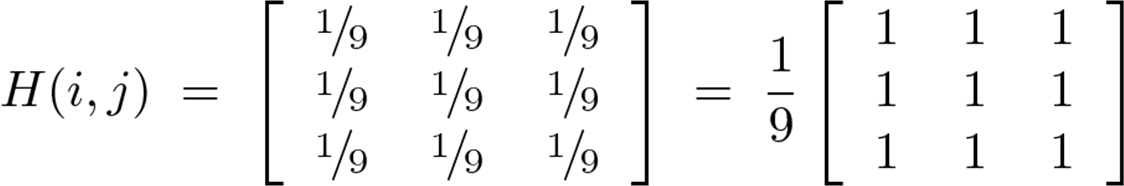 H(i, j) = [ 1/9 1/9 1/9 ; 1/9 1/9 1/9 ; 1/9 1/9 1/9 ] = 1/9 [ 1 1 1 ; 1 1 1 ; 1 1 1 ]